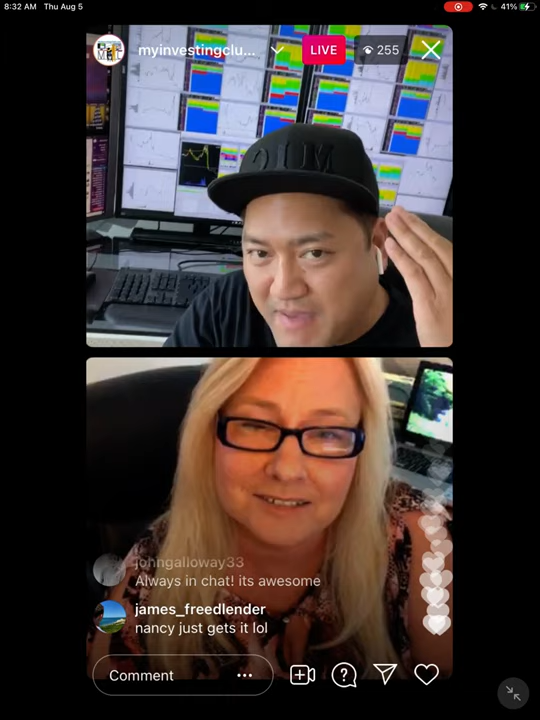 8:32 AM Thu Aug 5
41%
myinvestingclu...
LIVE
255
MIC
johngalloway33
Always in chat! its awesome
james_freedlender
nancy just gets it lol
Comment